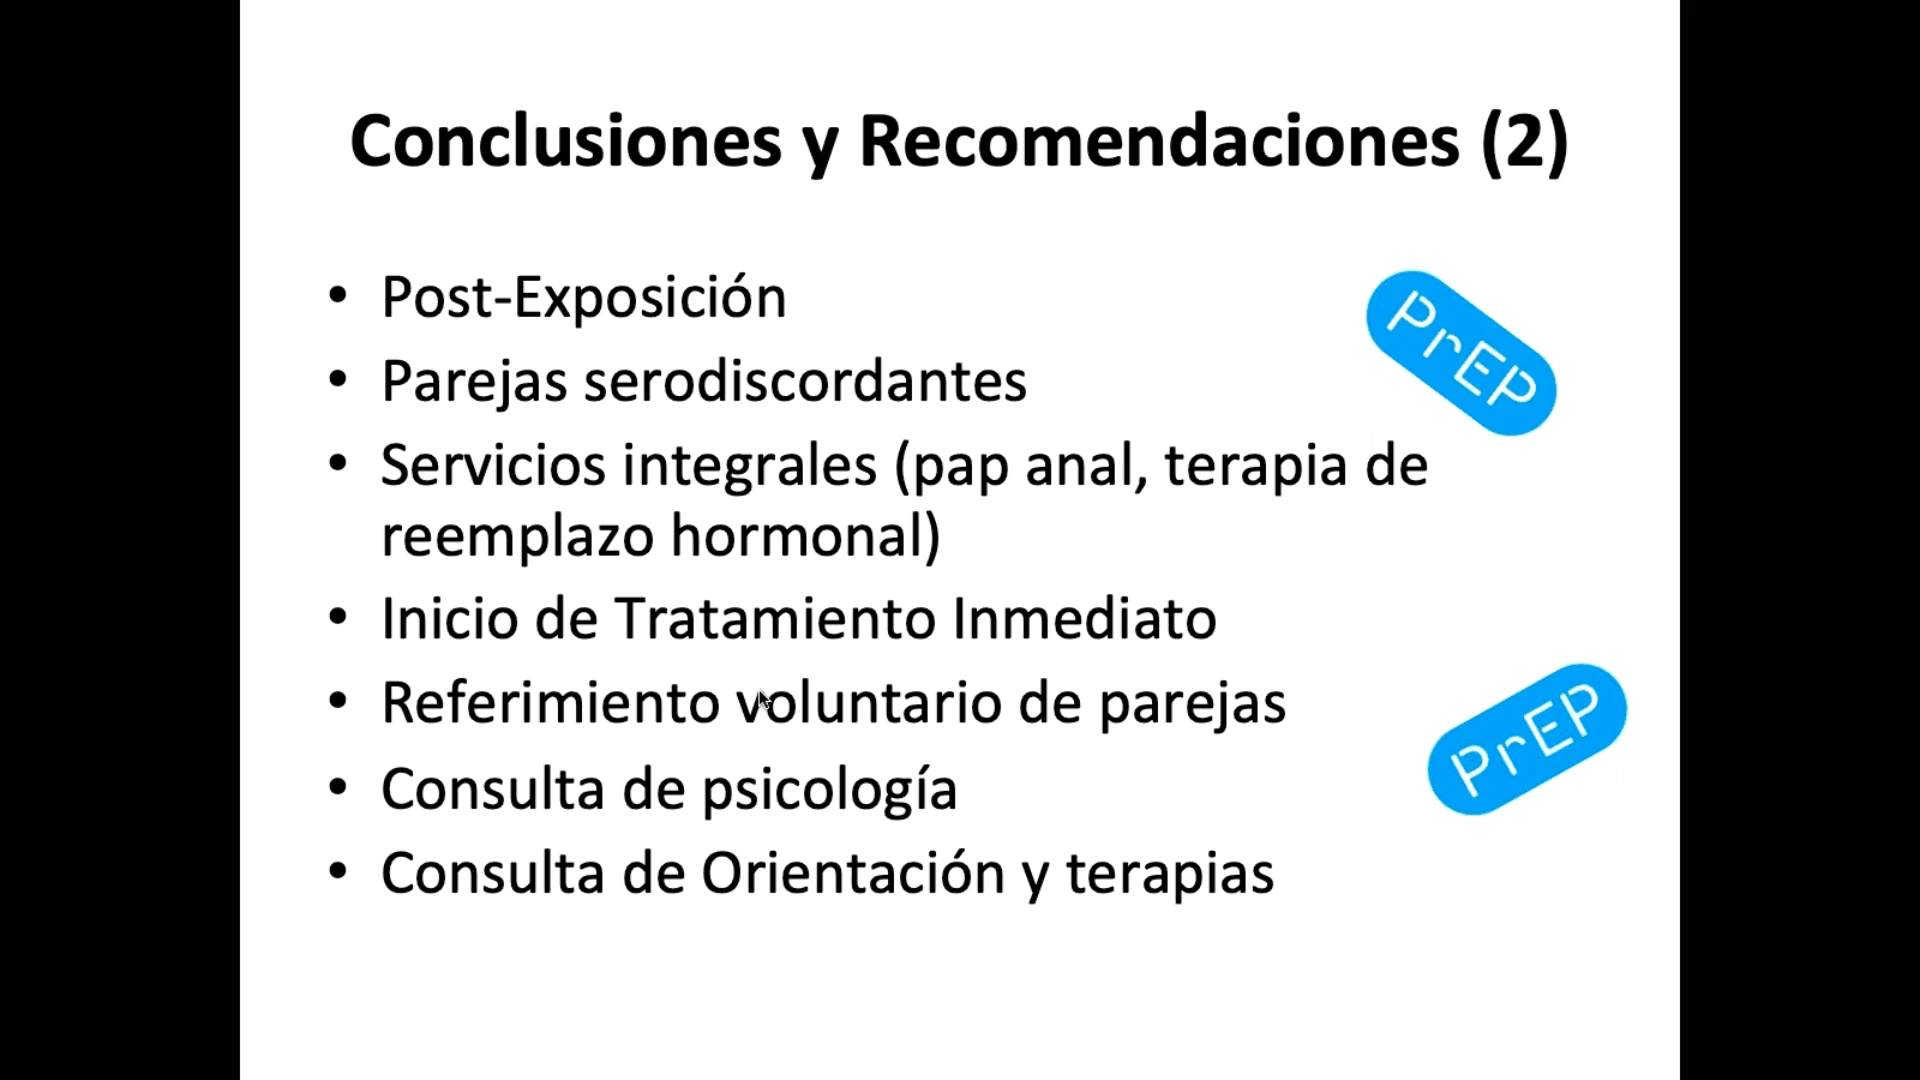 Conclusiones y Recomendaciones (2)
• Post-Exposición
• Parejas serodiscordantes
• Servicios integrales (pap anal, terapia de
reemplazo hormonal)
• Inicio de Tratamiento Inmediato
• Referimiento voluntario de parejas
• Consulta de psicología
• Consulta de Orientación y terapias
PrEP
PrEP